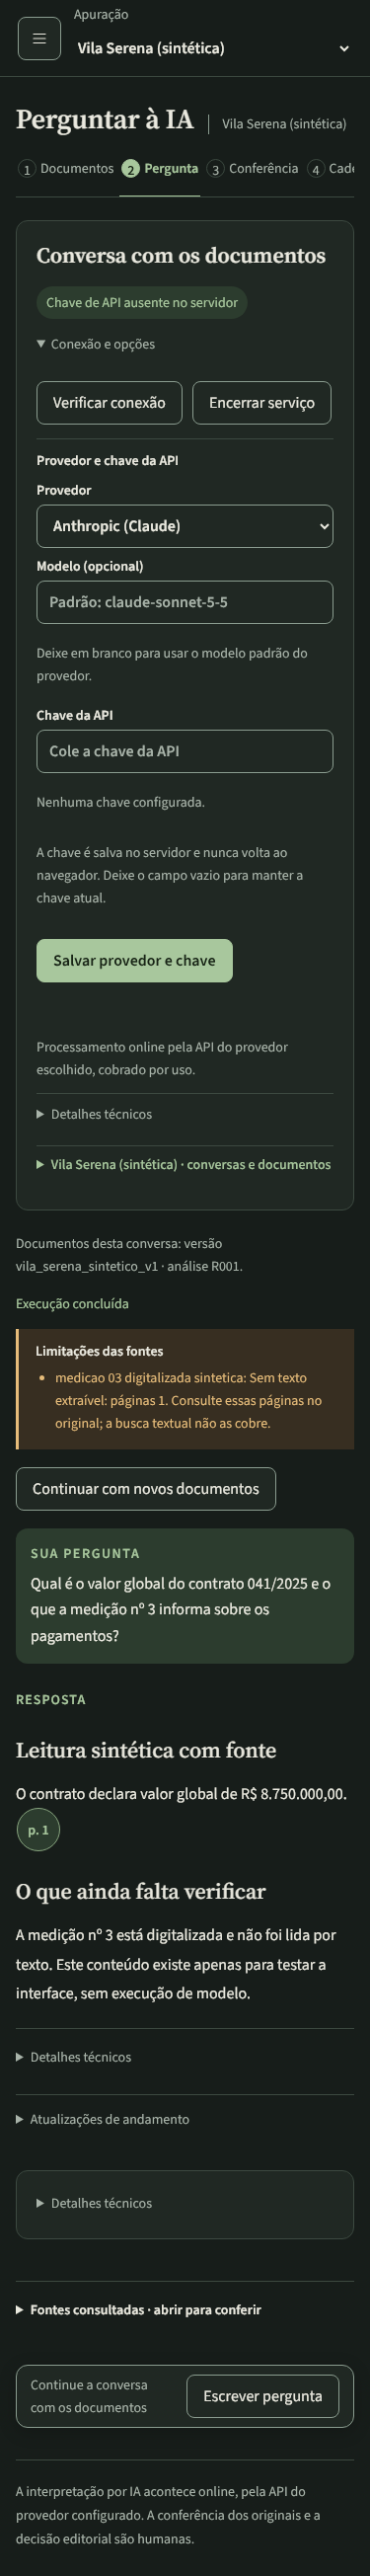 Apuração
Vila Serena (sintética)
Perguntar à IA
Vila Serena (sintética)
1 Documentos 2 Pergunta 3 Conferência 4 Cade
Conversa com os documentos
Chave de API ausente no servidor
Conexão e opções
Verificar conexão
Encerrar serviço
Provedor e chave da API
Provedor
Anthropic (Claude)
Modelo (opcional)
Padrão: claude-sonnet-5-5
Deixe em branco para usar o modelo padrão do
provedor.
Chave da API
Cole a chave da API
Nenhuma chave configurada.
A chave é salva no servidor e nunca volta ao
navegador. Deixe o campo vazio para manter a
chave atual.
Salvar provedor e chave
Processamento online pela API do provedor
escolhido, cobrado por uso.
Detalhes técnicos
Vila Serena (sintética) · conversas e documentos
Documentos desta conversa: versão
vila_serena_sintetico_v1 · análise R001.
Execução concluída
Limitações das fontes
medicao 03 digitalizada sintetica: Sem texto
extraível: páginas 1. Consulte essas páginas no
original; a busca textual não as cobre.
Continuar com novos documentos
SUA PERGUNTA
Qual é o valor global do contrato 041/2025 e o
que a medição nº 3 informa sobre os
pagamentos?
RESPOSTA
Leitura sintética com fonte
O contrato declara valor global de R$ 8.750.000,00.
p. 1
O que ainda falta verificar
A medição nº 3 está digitalizada e não foi lida por
texto. Este conteúdo existe apenas para testar a
interface, sem execução de modelo.
Detalhes técnicos
Atualizações de andamento
Detalhes técnicos
Fontes consultadas · abrir para conferir
Continue a conversa
com os documentos
Escrever pergunta
A interpretação por IA acontece online, pela API do
provedor configurado. A conferência dos originais e a
decisão editorial são humanas.